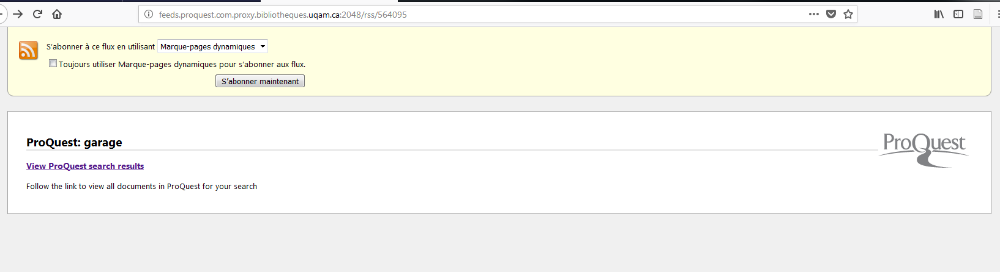 feeds.proquest.com.proxy.bibliotheques.uqam.ca:2048/rss/564095
S'abonner à ce flux en utilisant Marque-pages dynamiques
Toujours utiliser Marque-pages dynamiques pour s'abonner aux flux.
S'abonner maintenant
ProQuest: garage
ProQuest
View ProQuest search results
Follow the link to view all documents in ProQuest for your search